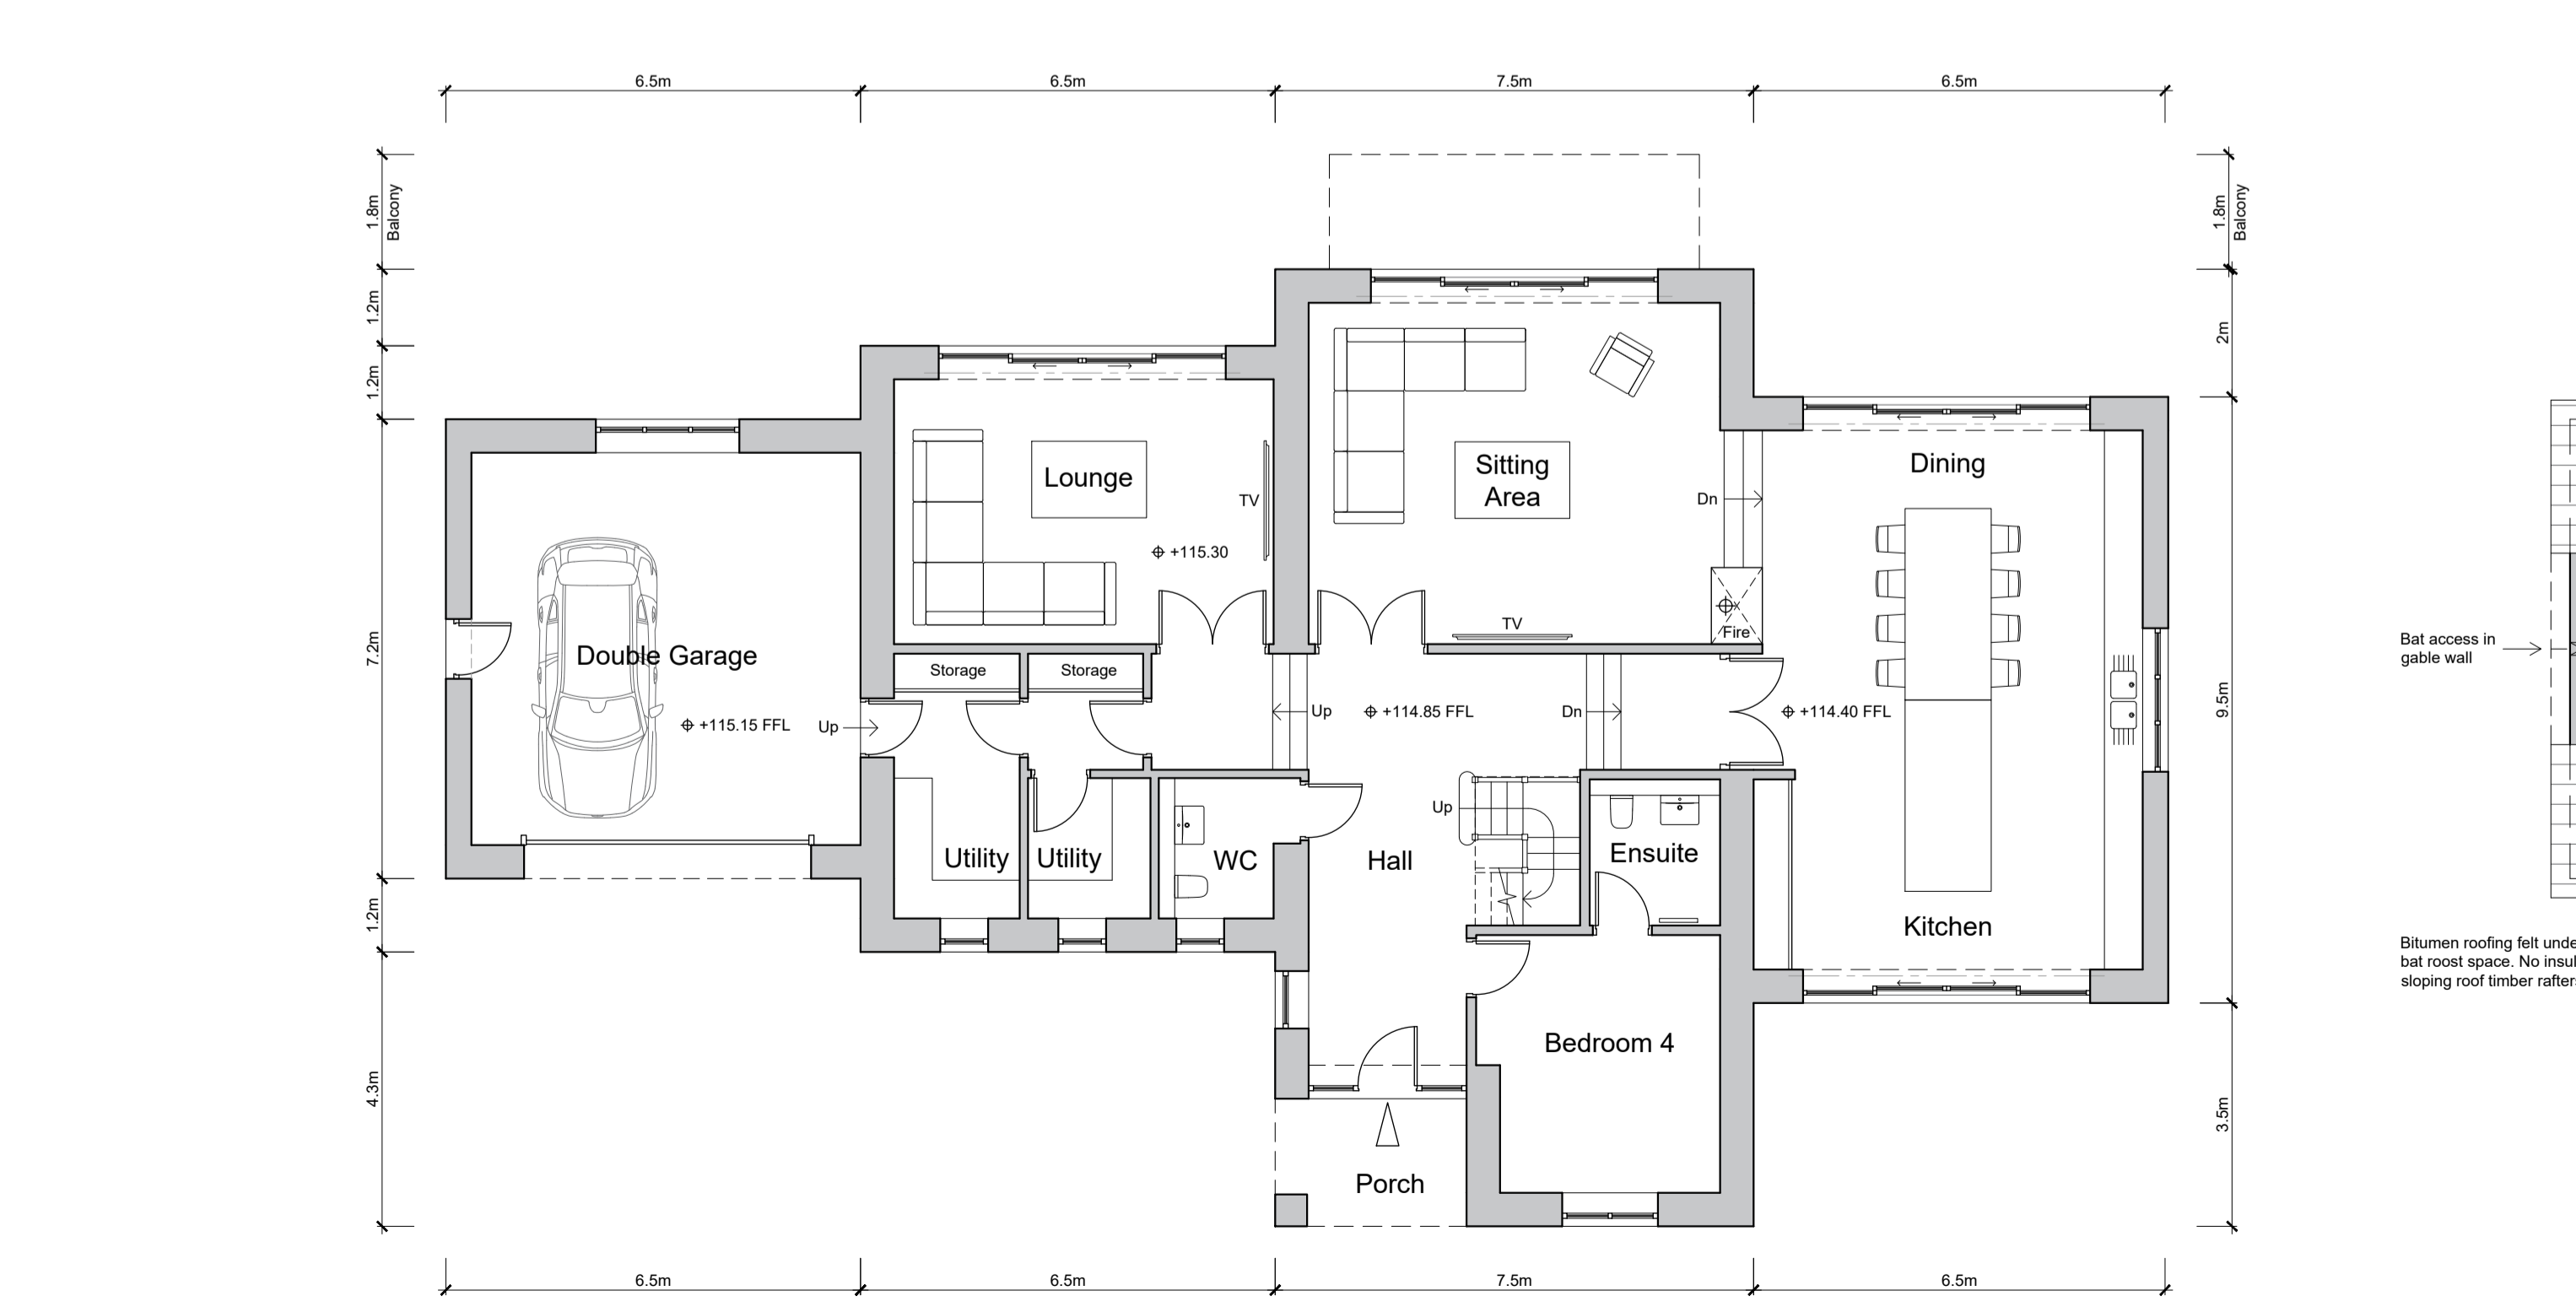 6.5m
6.5m
7.5m
6.5m
1.8m
Balcony
1.8m
Balcony
1.2m
2m
1.2m
Dining
Lounge
Sitting
Area
TV
Dn
+115.30
TV
Fire
7.2m
Double Garage
Storage
Storage
Bat access in
gable wall
9.5m
+115.15 FFL
Up
Up
+114.85 FFL
Dn
+114.40 FFL
Up
Utility
Utility
WC
Hall
Ensuite
1.2m
Kitchen
Bitumen roofing felt unde
bat roost space. No insul
sloping roof timber rafter
Bedroom 4
4.3m
3.5m
Porch
6.5m
6.5m
7.5m
6.5m